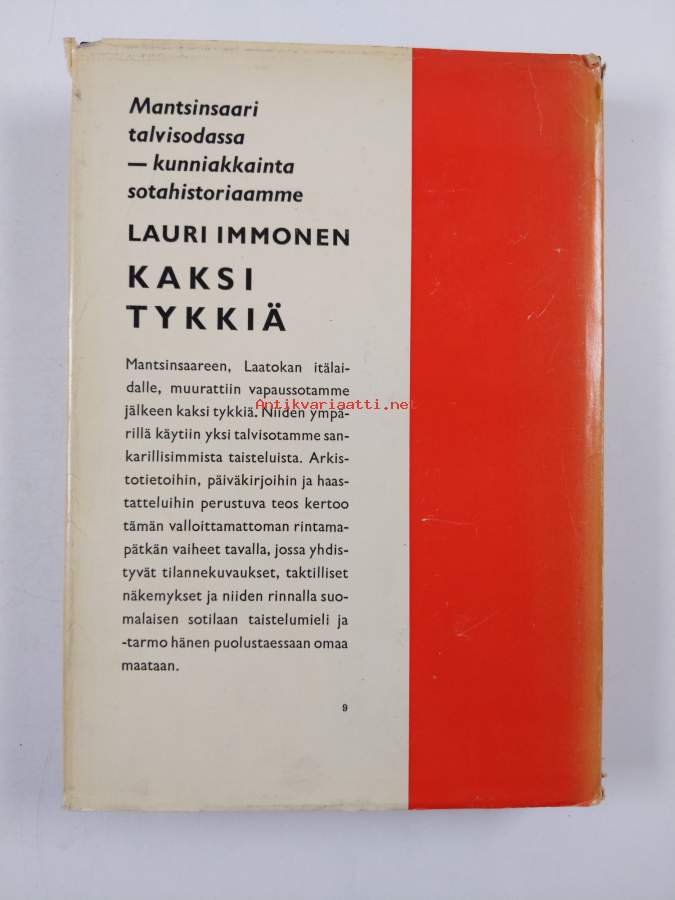 Mantsinsaari
talvisodassa
— kunniakkainta
sotahistoriaamme
LAURI IMMONEN
KAKSI
TYKKIÄ
Mantsinsaareen, Laatokan itälai-
dalle, muurattiin vapaussotamme
jälkeen kaksi tykkiä. Niiden ympä-
Antikvariaatti.net
rillä käytiin yksi talvisotamme san-
karillisimmista taisteluista. Arkis-
totietoihin, päiväkirjoihin ja haas-
tatteluihin perustuva teos kertoo
tämän valloittamattoman rintama-
pätkän vaiheet tavalla, jossa yhdis-
tyvät tilannekuvaukset, taktilliset
näkemykset ja niiden rinnalla suo-
malaisen sotilaan taistelumieli ja
-tarmo hänen puolustaessaan omaa
maataan.
9